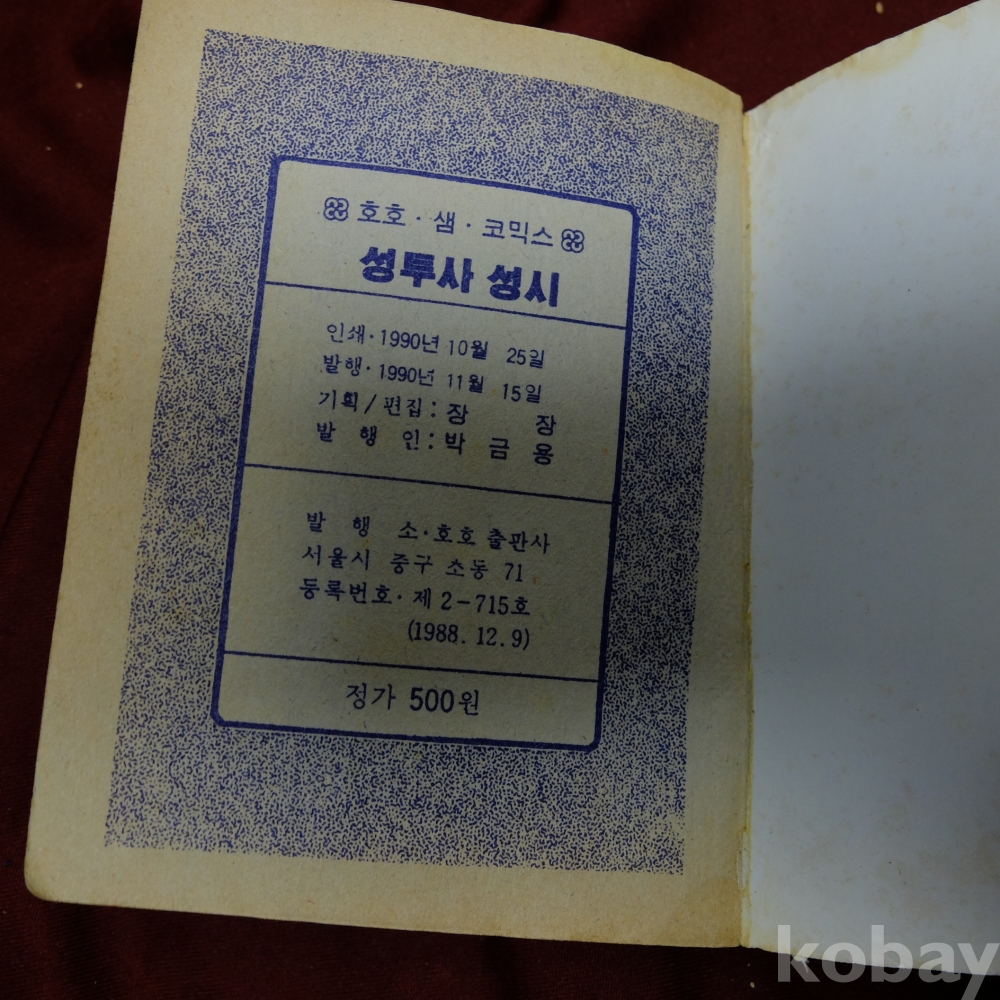 호호·샘·코믹스
성투사 성시
인쇄·1990년 10월 25일
발행·1990년 11월 15일
기획/편집: 장 장
발 행 인: 박 금 용
발 행 소·호호 출판사
서울시 중구 초동 71
등록번호·제 2-715호
(1988. 12. 9)
정가 500원
kobay